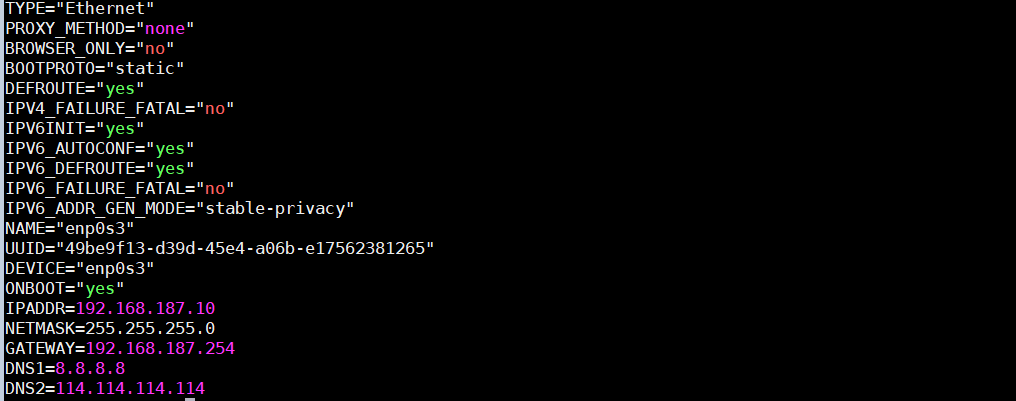 TYPE="Ethernet"
PROXY_METHOD="none"
BROWSER_ONLY="no"
BOOTPROTO="static"
DEFROUTE="yes"
IPV4_FAILURE_FATAL="no"
IPV6INIT="yes"
IPV6_AUTOCONF="yes"
IPV6_DEFROUTE="yes"
IPV6_FAILURE_FATAL="no"
IPV6_ADDR_GEN_MODE="stable-privacy"
NAME="enp0s3"
UUID="49be9f13-d39d-45e4-a06b-e17562381265"
DEVICE="enp0s3"
ONBOOT="yes"
IPADDR=192.168.187.10
NETMASK=255.255.255.0
GATEWAY=192.168.187.254
DNS1=8.8.8.8
DNS2=114.114.114.114